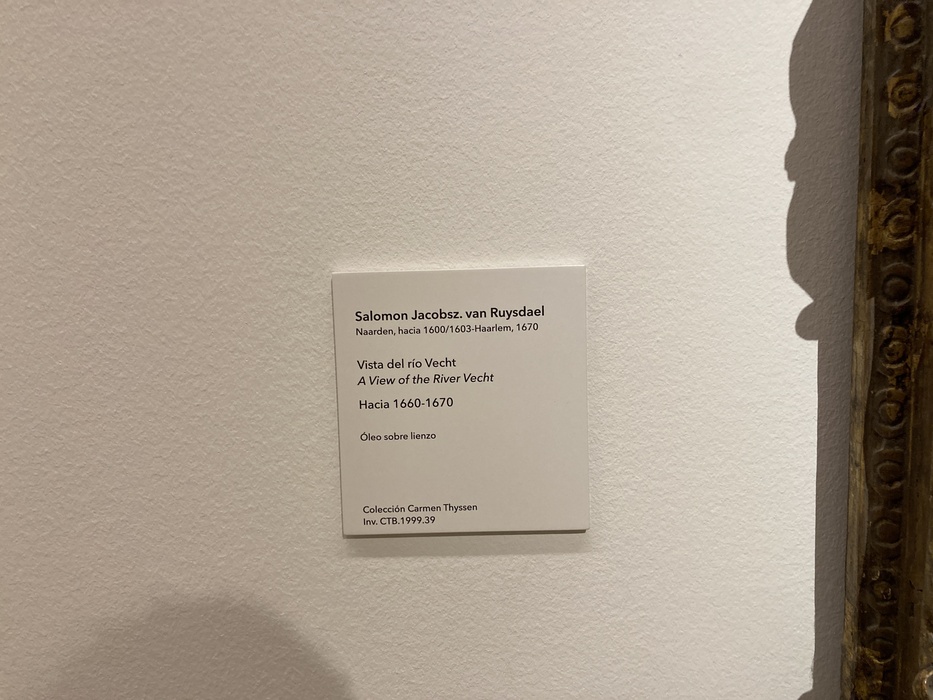 Salomon Jacobsz. van Ruysdael
Naarden, hacia 1600/1603-Haarlem, 1670
Vista del río Vecht
A View of the River Vecht
Hacia 1660-1670
Óleo sobre lienzo
Colección Carmen Thyssen
Inv. CTB.1999.39